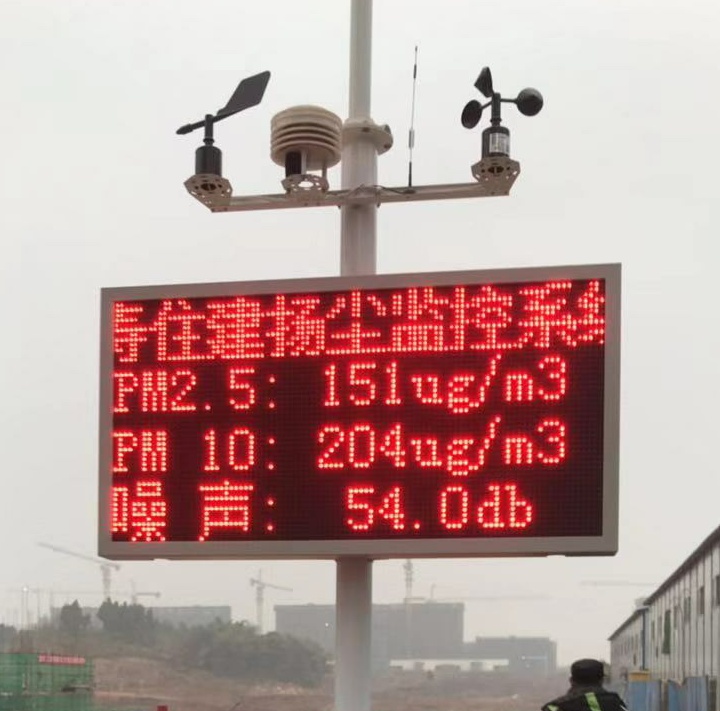 住建扬尘监控系统
PM2.5: 151ug/m3
PM 10: 204ug/m3
噪 声: 54.0db